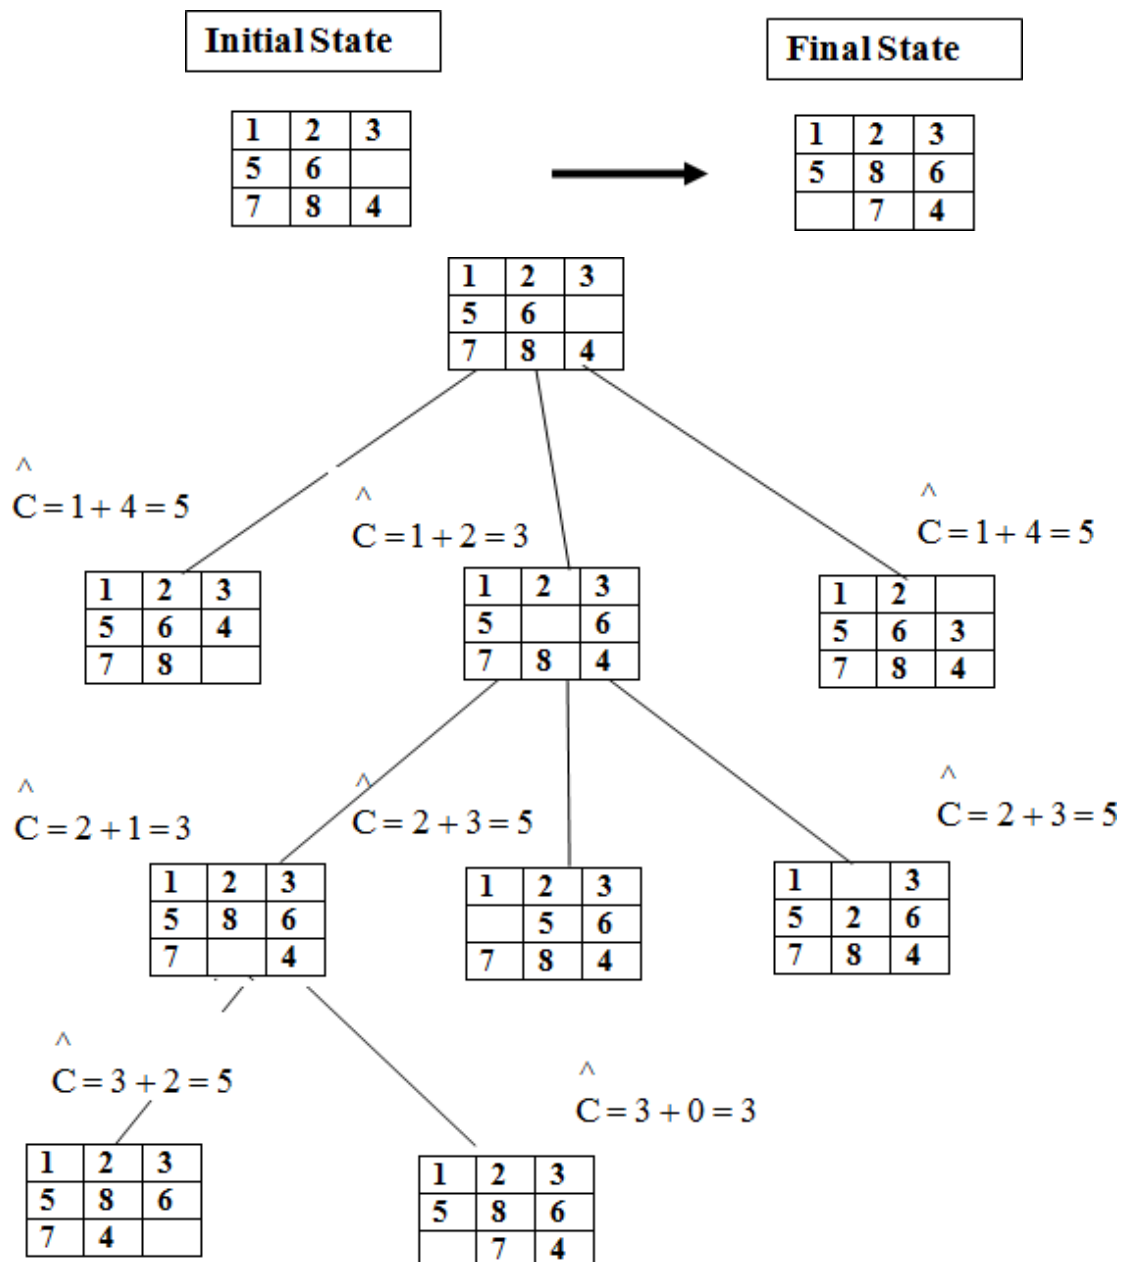 Initial State
Final State
1 2 3
5 6
7 8 4
1 2 3
5 8 6
7 4
1 2 3
5 6
7 8 4
^
C = 1 + 4 = 5
^
C = 1 + 2 = 3
^
C = 1 + 4 = 5
1 2 3
5 6 4
7 8
1 2 3
5 6
7 8 4
1 2
5 6 3
7 8 4
^
C = 2 + 1 = 3
^
C = 2 + 3 = 5
^
C = 2 + 3 = 5
1 2 3
5 8 6
7 4
1 2 3
5 6
7 8 4
1 3
5 2 6
7 8 4
^
C = 3 + 2 = 5
^
C = 3 + 0 = 3
1 2 3
5 8 6
7 4
1 2 3
5 8 6
7 4